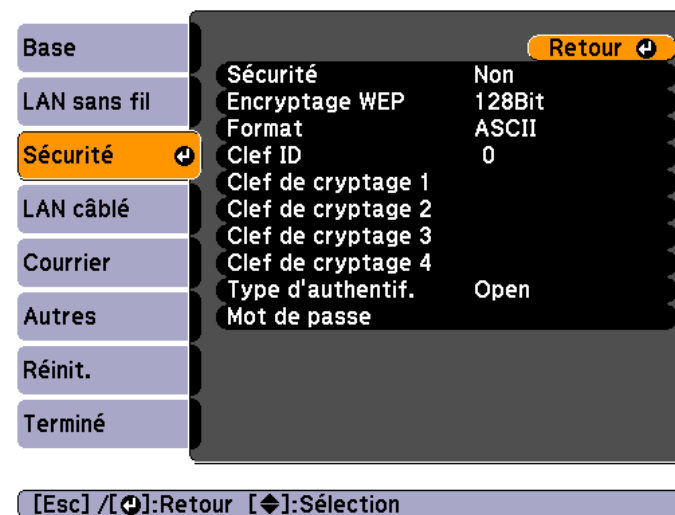 Base
LAN sans fil
Sécurité
LAN câblé
Courrier
Autres
Réinit.
Terminé
Retour
Sécurité Non
Encryptage WEP 128Bit
Format ASCII
Clef ID 0
Clef de cryptage 1
Clef de cryptage 2
Clef de cryptage 3
Clef de cryptage 4
Type d'authentif. Open
Mot de passe
[Esc] /[⏎]:Retour [◆]:Sélection